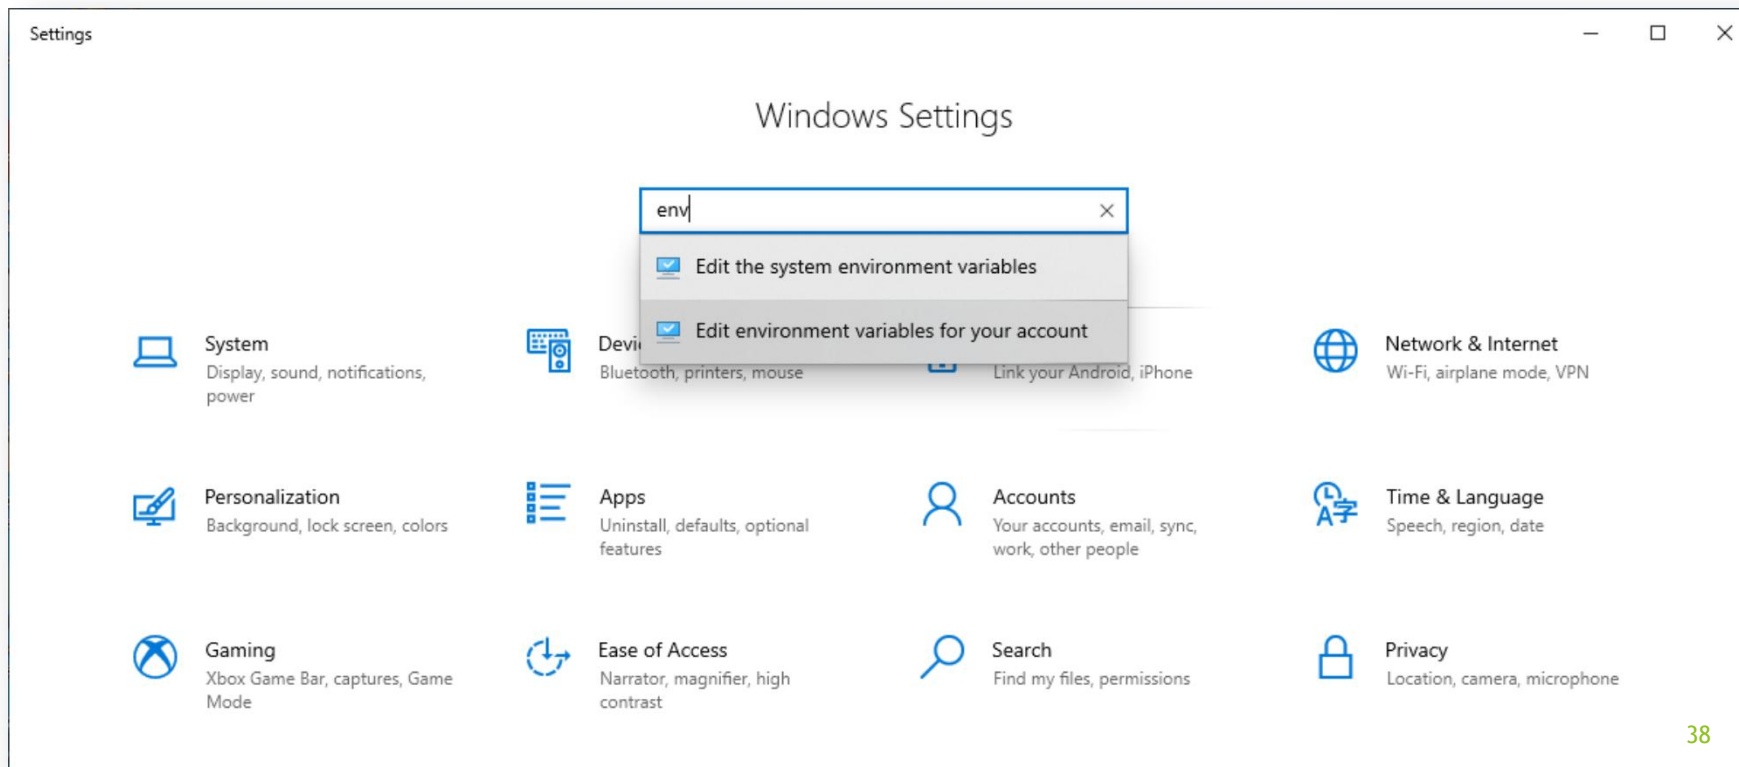 Settings
Windows Settings
env
Edit the system environment variables
Edit environment variables for your account
System
Display, sound, notifications,
power
Bluetooth, printers, mouse
Link your Android, iPhone
Network & Internet
Wi-Fi, airplane mode, VPN
Personalization
Background, lock screen, colors
Apps
Uninstall, defaults, optional
features
Accounts
Your accounts, email, sync,
work, other people
Time & Language
Speech, region, date
Gaming
Xbox Game Bar, captures, Game
Mode
Ease of Access
Narrator, magnifier, high
contrast
Search
Find my files, permissions
Privacy
Location, camera, microphone
38